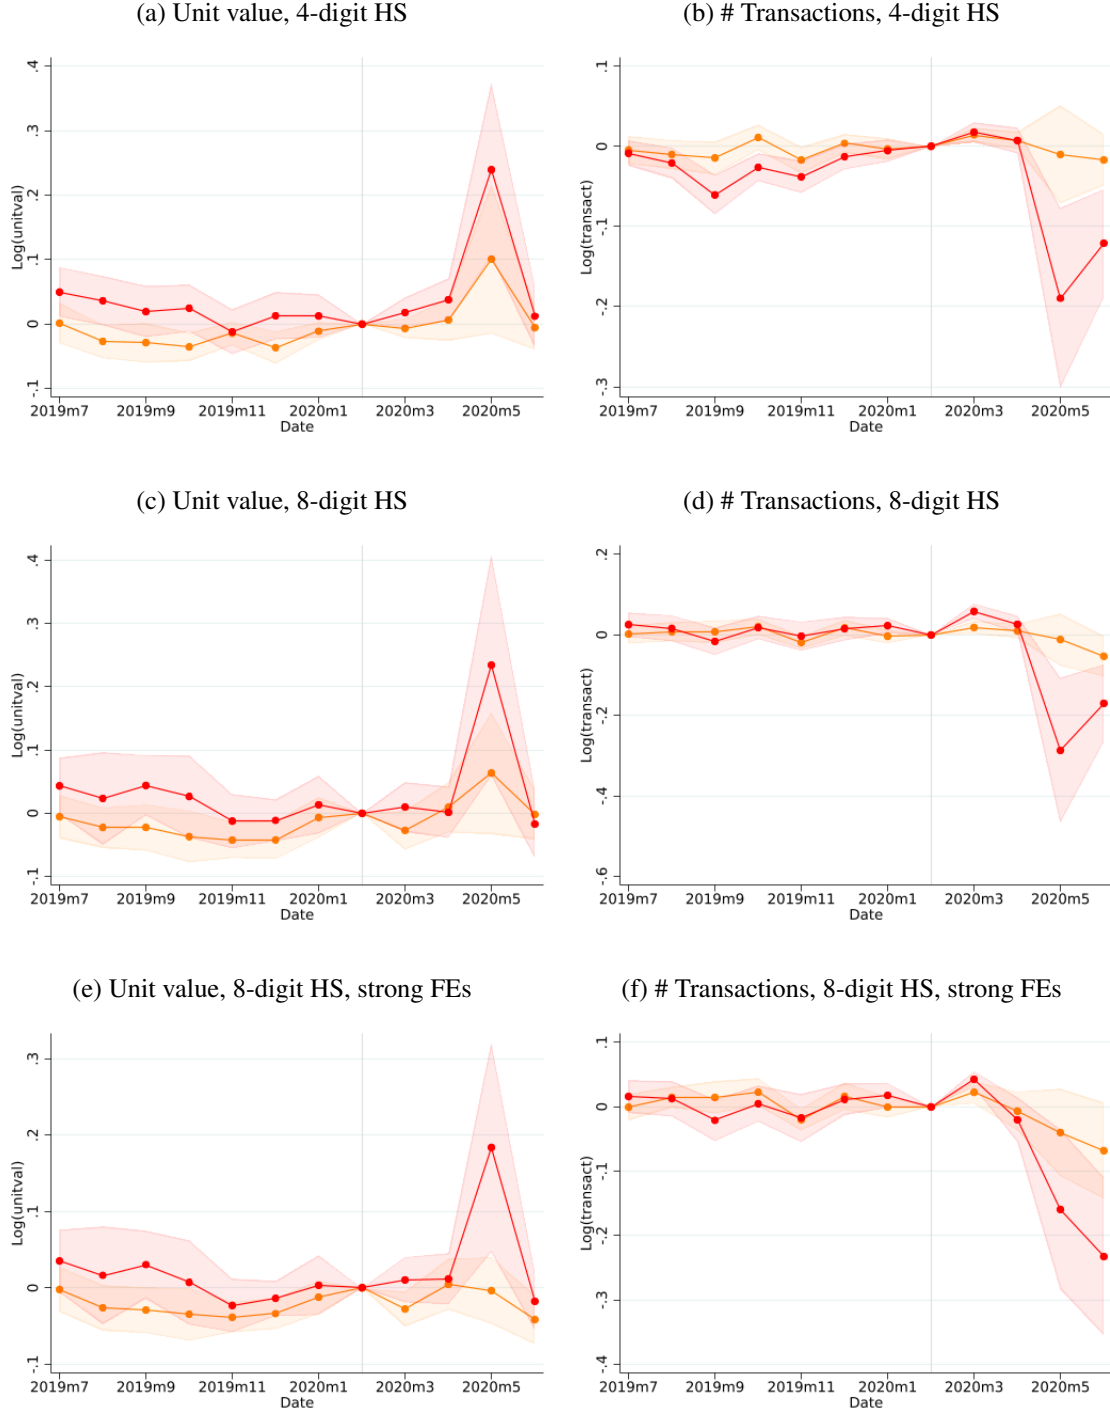 (a) Unit value, 4-digit HS
Log(unitval)
.4
.3
.2
.1
0
-.1
2019m7 2019m9 2019m11 2020m1 2020m3 2020m5
Date
(b) # Transactions, 4-digit HS
Log(transact)
.1
0
-.1
-.2
-.3
2019m7 2019m9 2019m11 2020m1 2020m3 2020m5
Date
(c) Unit value, 8-digit HS
Log(unitval)
.4
.3
.2
.1
0
-.1
2019m7 2019m9 2019m11 2020m1 2020m3 2020m5
Date
(d) # Transactions, 8-digit HS
Log(transact)
.2
0
-.2
-.4
-.6
2019m7 2019m9 2019m11 2020m1 2020m3 2020m5
Date
(e) Unit value, 8-digit HS, strong FEs
Log(unitval)
.3
.2
.1
0
-.1
2019m7 2019m9 2019m11 2020m1 2020m3 2020m5
Date
(f) # Transactions, 8-digit HS, strong FEs
Log(transact)
.1
0
-.1
-.2
-.3
-.4
2019m7 2019m9 2019m11 2020m1 2020m3 2020m5
Date